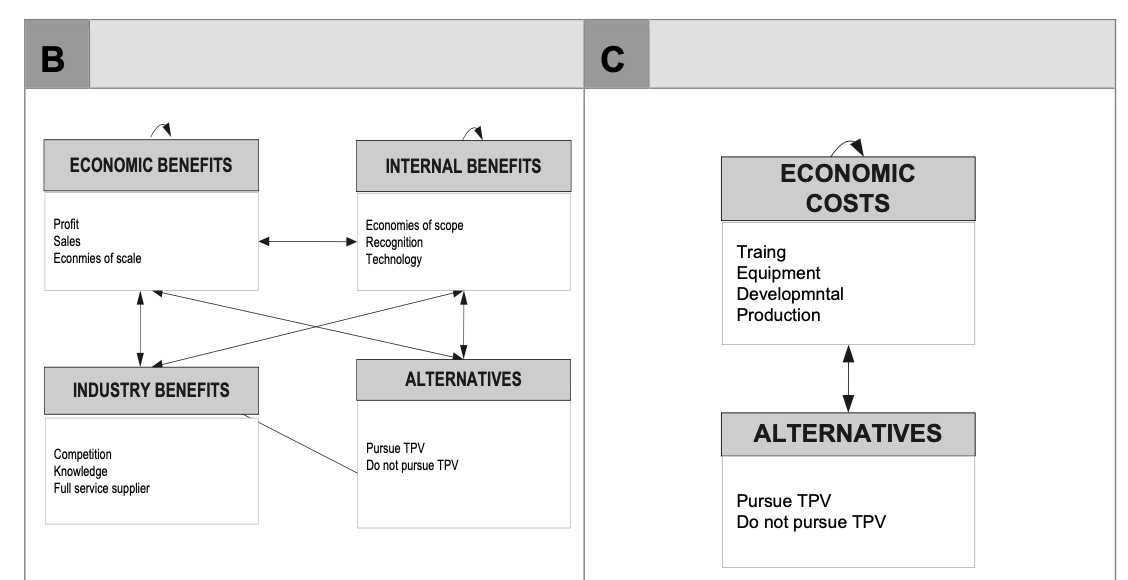 B
C
ECONOMIC BENEFITS
Profit
Sales
Econmies of scale
INTERNAL BENEFITS
Economies of scope
Recognition
Technology
INDUSTRY BENEFITS
Competition
Knowledge
Full service supplier
ALTERNATIVES
Pursue TPV
Do not pursue TPV
ECONOMIC
COSTS
Traing
Equipment
Developmntal
Production
ALTERNATIVES
Pursue TPV
Do not pursue TPV